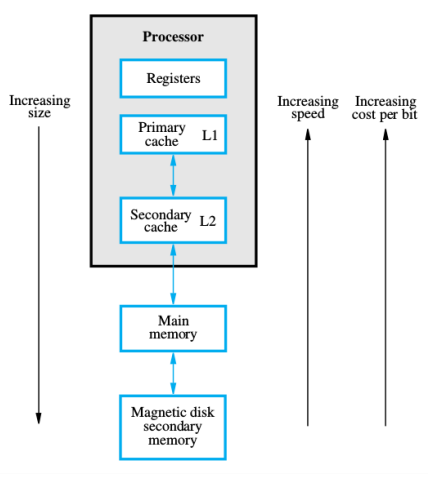 Processor
Registers
Increasing
size
Primary
cache L1
Increasing
speed
Increasing
cost per bit
Secondary
cache L2
Main
memory
Magnetic disk
secondary
memory